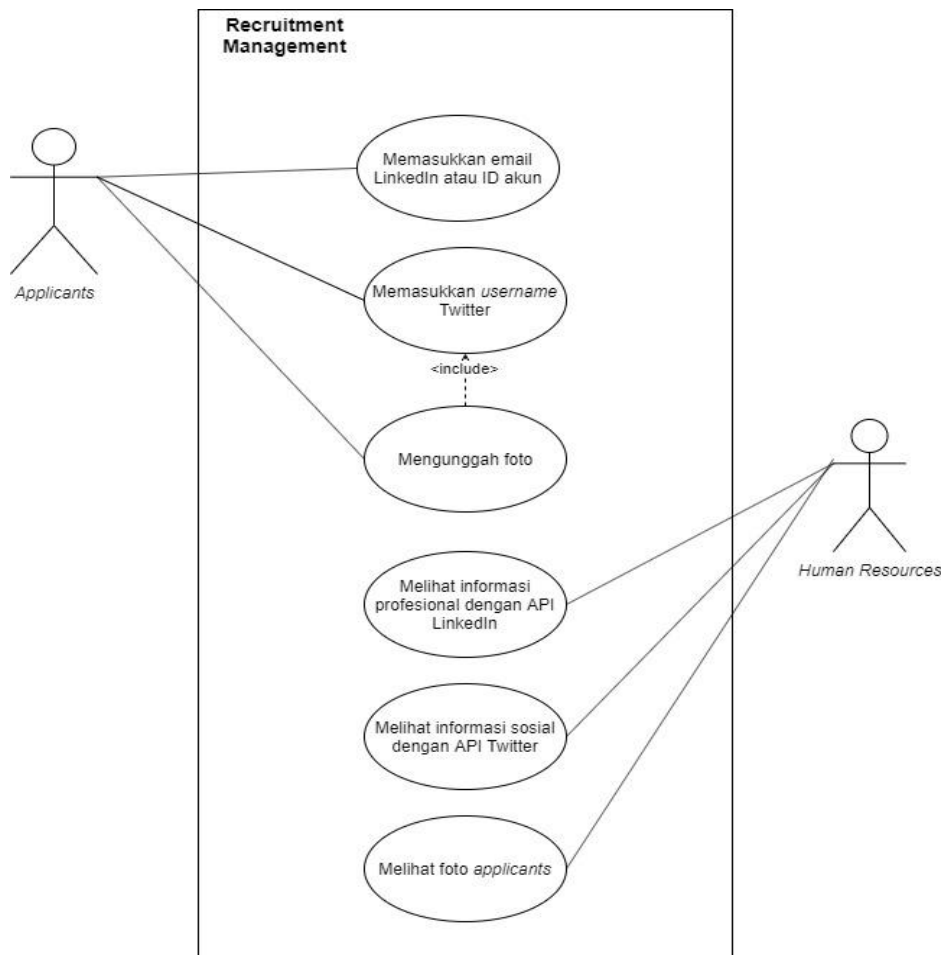 Recruitment
Management
Memasukkan email
LinkedIn atau ID akun
Applicants
Memasukkan username
Twitter
<include>
Mengunggah foto
Human Resources
Melihat informasi
profesional dengan API
LinkedIn
Melihat informasi sosial
dengan API Twitter
Melihat foto applicants